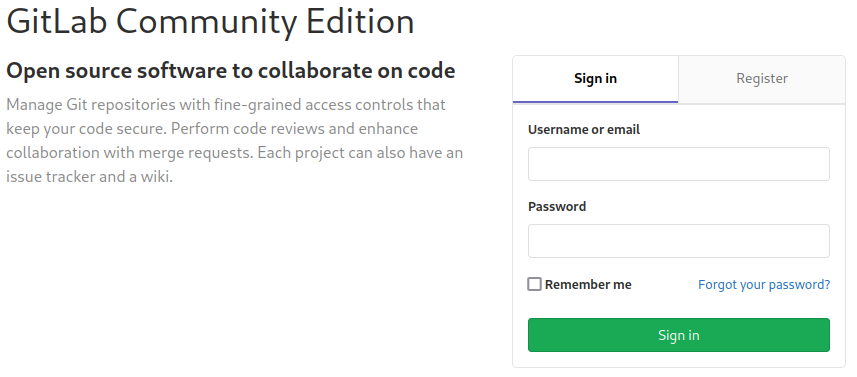 GitLab Community Edition
Open source software to collaborate on code
Manage Git repositories with fine-grained access controls that
keep your code secure. Perform code reviews and enhance
collaboration with merge requests. Each project can also have an
issue tracker and a wiki.
Sign in
Register
Username or email
Password
Remember me
Forgot your password?
Sign in